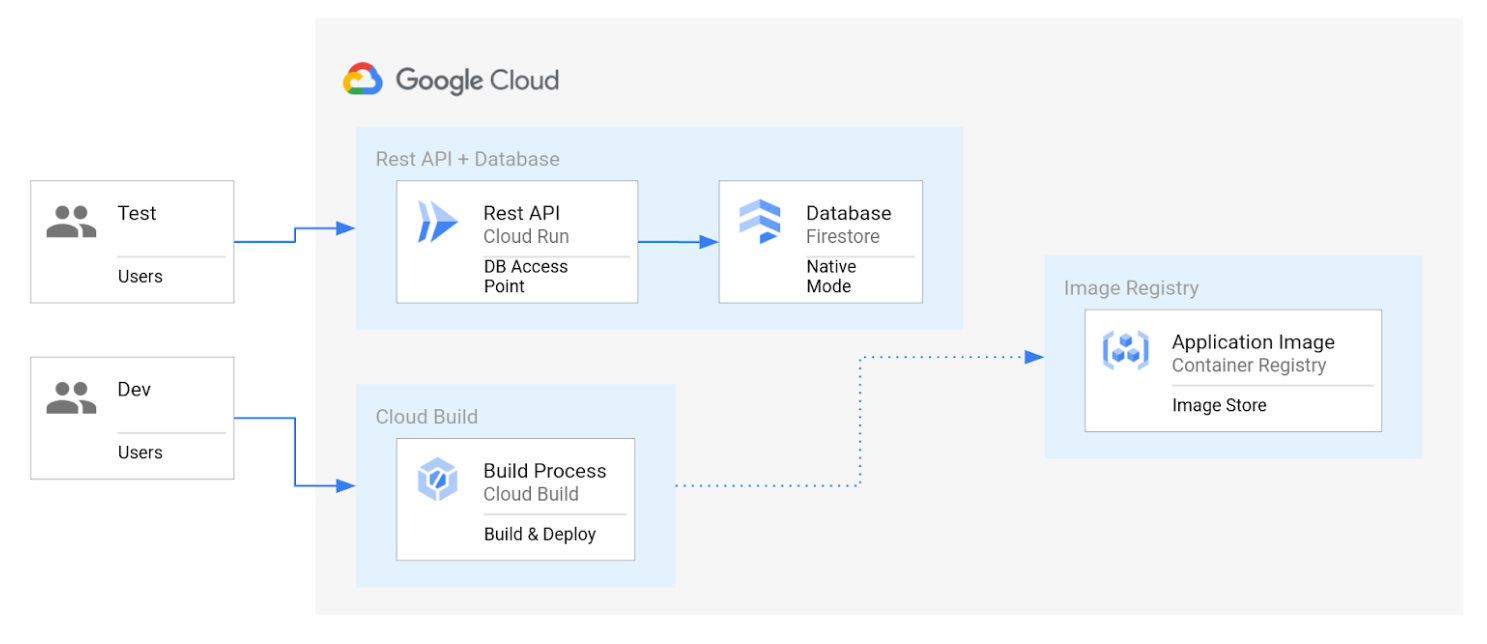 Google Cloud
Rest API + Database
Test
Users
Rest API
Cloud Run
DB Access
Point
Database
Firestore
Native
Mode
Image Registry
Application Image
Container Registry
Image Store
Dev
Users
Cloud Build
Build Process
Cloud Build
Build & Deploy